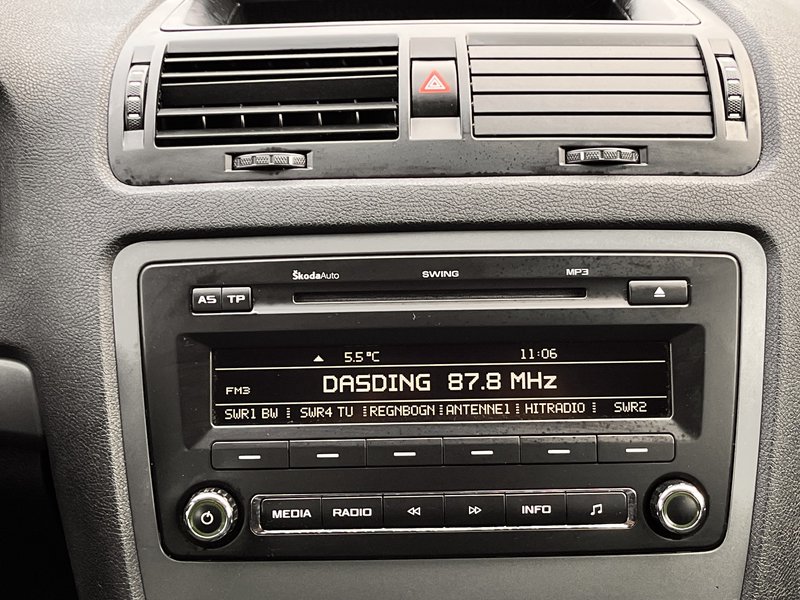 ŠkodaAuto SWING MP3
AS TP
5.5°C 11:06
FM3 DASDING 87.8 MHz
SWR1 BW SWR4 TU REGNBOGN ANTENNE1 HITRADIO SWR2
MEDIA RADIO INFO